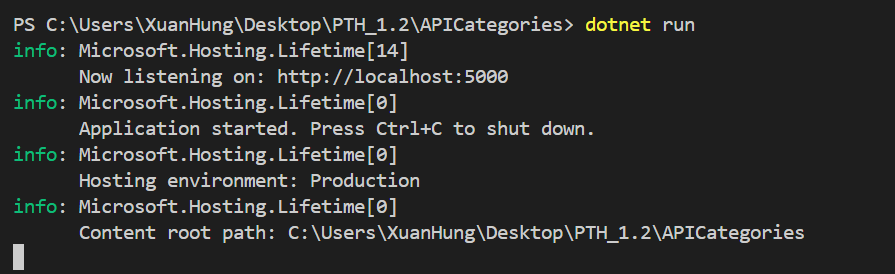 PS C:\Users\XuanHung\Desktop\PTH_1.2\APICategories> dotnet run
info: Microsoft.Hosting.Lifetime[14]
      Now listening on: http://localhost:5000
info: Microsoft.Hosting.Lifetime[0]
      Application started. Press Ctrl+C to shut down.
info: Microsoft.Hosting.Lifetime[0]
      Hosting environment: Production
info: Microsoft.Hosting.Lifetime[0]
      Content root path: C:\Users\XuanHung\Desktop\PTH_1.2\APICategories